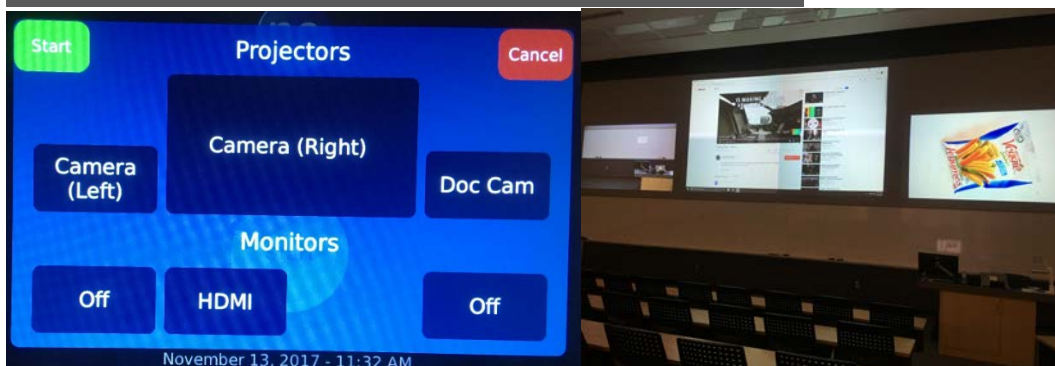 Start
Projectors
Cancel
Camera (Right)
Camera
(Left)
Doc Cam
Monitors
Off
HDMI
Off
November 13, 2017 - 11:32 AM
Veggie